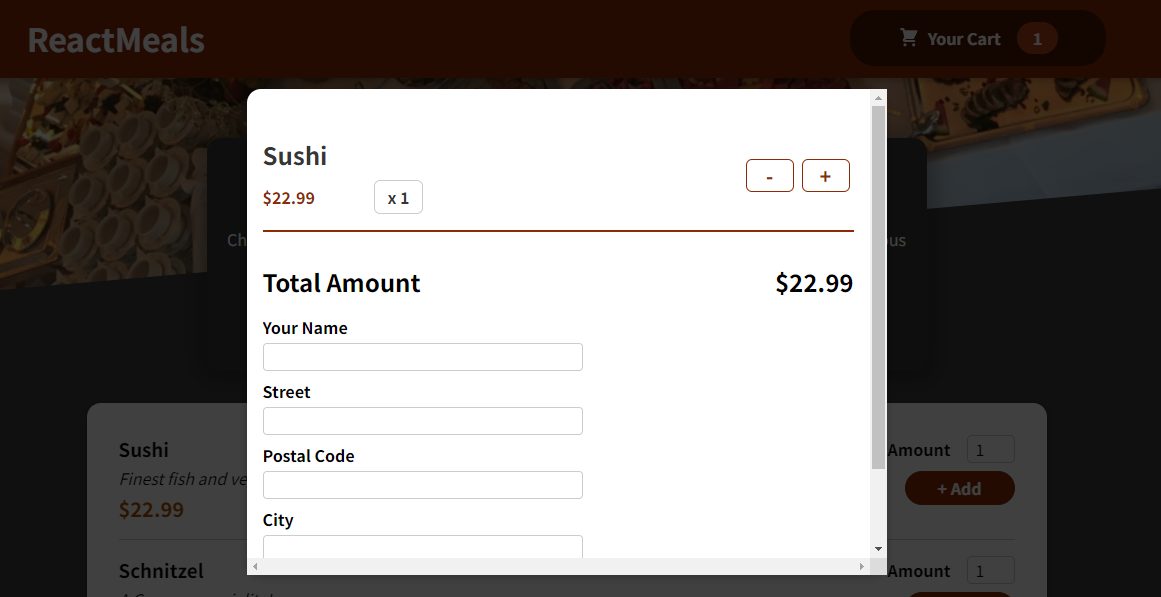 ReactMeals
Your Cart 1
Sushi
- +
$22.99 x 1
Ch
ous
Total Amount $22.99
Your Name
Street
Postal Code
City
Sushi
Finest fish and ve
$22.99
Amount 1
+ Add
Schnitzel
Amount 1